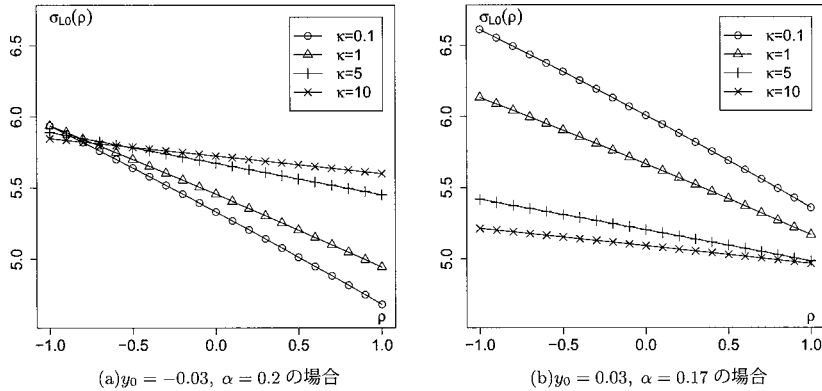 σL0(ρ)
6.5
6.0
5.5
5.0
κ=0.1
κ=1
κ=5
κ=10
−1.0 −0.5 0.0 0.5 1.0
ρ
(a)y0 = −0.03, α = 0.2 の場合
σL0(ρ)
6.5
6.0
5.5
5.0
κ=0.1
κ=1
κ=5
κ=10
−1.0 −0.5 0.0 0.5 1.0
ρ
(b)y0 = 0.03, α = 0.17 の場合